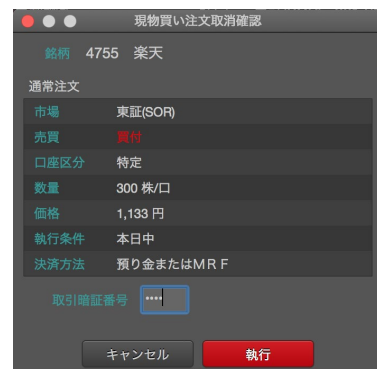 現物買い注文取消確認
銘柄 4755 楽天
通常注文
市場 東証(SOR)
売買 買付
口座区分 特定
数量 300 株/口
価格 1,133 円
執行条件 本日中
決済方法 預り金またはＭＲＦ
取引暗証番号 ••••
キャンセル 執行